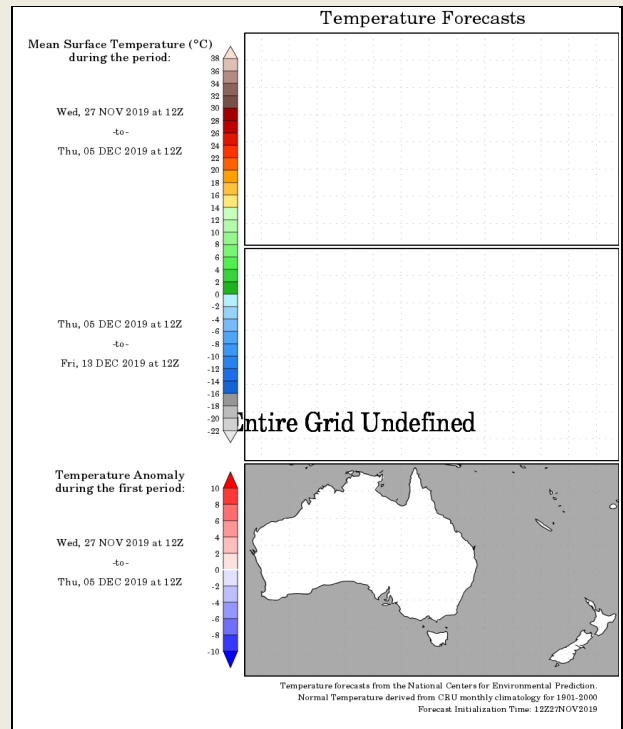 Temperature Forecasts
Mean Surface Temperature (°C)
during the period:
38
36
34
32
30
28
26
24
22
20
18
16
14
12
10
8
6
4
2
0
-2
-4
-6
-8
-10
-12
-14
-16
-18
-20
-22
Wed, 27 NOV 2019 at 12Z
-to-
Thu, 05 DEC 2019 at 12Z
Thu, 05 DEC 2019 at 12Z
-to-
Fri, 13 DEC 2019 at 12Z
Entire Grid Undefined
Temperature Anomaly
during the first period:
10
8
6
4
2
0
-2
-4
-6
-8
-10
Wed, 27 NOV 2019 at 12Z
-to-
Thu, 05 DEC 2019 at 12Z
Temperature forecasts from the National Centers for Environmental Prediction.
Normal Temperature derived from CRU monthly climatology for 1901-2000
Forecast Initialization Time: 12Z27NOV2019